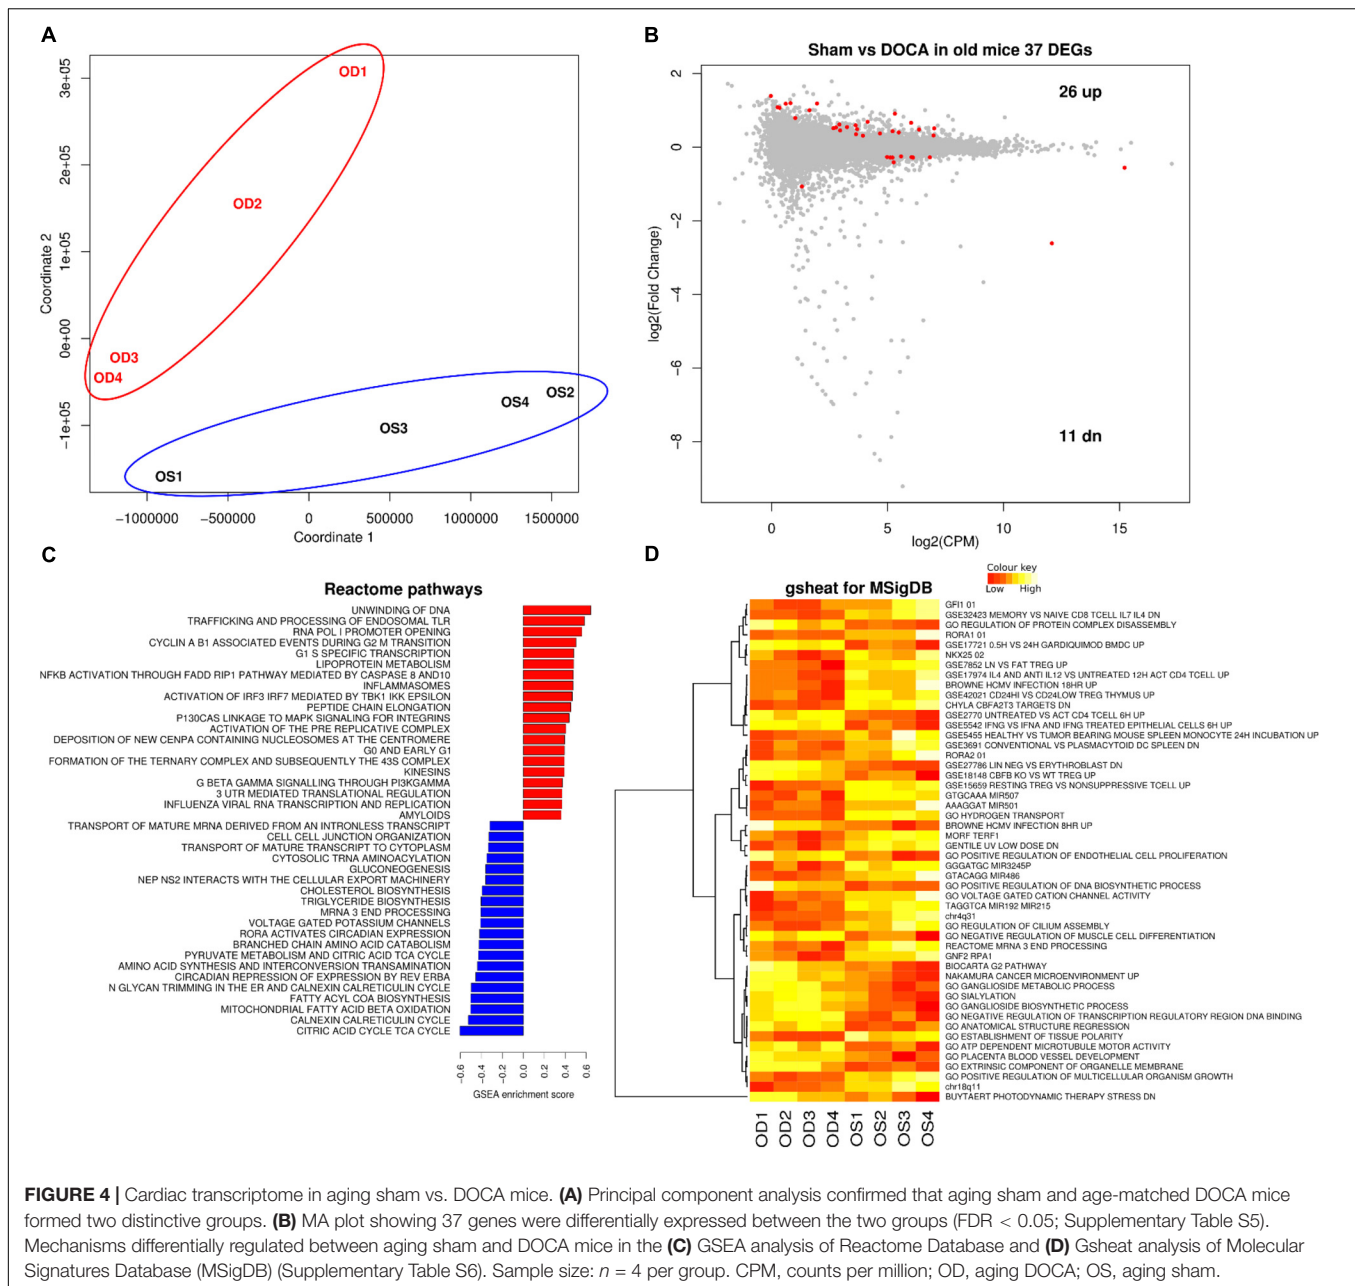 A
3e+05
2e+05
1e+05
0e+00
−1e+05
Coordinate 2
OD1
OD2
OD3
OD4
OS1
OS3
OS4
OS2
−1000000 −500000 0 500000 1000000 1500000
Coordinate 1
B
Sham vs DOCA in old mice 37 DEGs
26 up
11 dn
2
0
−2
−4
−6
−8
log2(Fold Change)
0 5 10 15
log2(CPM)
C
Reactome pathways
UNWINDING OF DNA
TRAFFICKING AND PROCESSING OF ENDOSOMAL TLR
RNA POL I PROMOTER OPENING
CYCLIN A B1 ASSOCIATED EVENTS DURING G2 M TRANSITION
G1 S SPECIFIC TRANSCRIPTION
LIPOPROTEIN METABOLISM
NFKB ACTIVATION THROUGH FADD RIP1 PATHWAY MEDIATED BY CASPASE 8 AND10
INFLAMMASOMES
ACTIVATION OF IRF3 IRF7 MEDIATED BY TBK1 IKK EPSILON
PEPTIDE CHAIN ELONGATION
P130CAS LINKAGE TO MAPK SIGNALING FOR INTEGRINS
ACTIVATION OF THE PRE REPLICATIVE COMPLEX
DEPOSITION OF NEW CENPA CONTAINING NUCLEOSOMES AT THE CENTROMERE
G0 AND EARLY G1
FORMATION OF THE TERNARY COMPLEX AND SUBSEQUENTLY THE 43S COMPLEX
KINESINS
G BETA GAMMA SIGNALLING THROUGH PI3KGAMMA
3 UTR MEDIATED TRANSLATIONAL REGULATION
INFLUENZA VIRAL RNA TRANSCRIPTION AND REPLICATION
AMYLOIDS
TRANSPORT OF MATURE MRNA DERIVED FROM AN INTRONLESS TRANSCRIPT
CELL CELL JUNCTION ORGANIZATION
TRANSPORT OF MATURE TRANSCRIPT TO CYTOPLASM
CYTOSOLIC TRNA AMINOACYLATION
GLUCONEOGENESIS
NEP NS2 INTERACTS WITH THE CELLULAR EXPORT MACHINERY
CHOLESTEROL BIOSYNTHESIS
TRIGLYCERIDE BIOSYNTHESIS
MRNA 3 END PROCESSING
VOLTAGE GATED POTASSIUM CHANNELS
RORA ACTIVATES CIRCADIAN EXPRESSION
BRANCHED CHAIN AMINO ACID CATABOLISM
PYRUVATE METABOLISM AND CITRIC ACID TCA CYCLE
AMINO ACID SYNTHESIS AND INTERCONVERSION TRANSAMINATION
CIRCADIAN REPRESSION OF EXPRESSION BY REV ERBA
N GLYCAN TRIMMING IN THE ER AND CALNEXIN CALRETICULIN CYCLE
FATTY ACYL COA BIOSYNTHESIS
MITOCHONDRIAL FATTY ACID BETA OXIDATION
CALNEXIN CALRETICULIN CYCLE
CITRIC ACID CYCLE TCA CYCLE
−0.6 −0.4 −0.2 0.0 0.2 0.4 0.6
GSEA enrichment score
D
Colour key
Low High
gsheat for MSigDB
GFI1 01
GSE32423 MEMORY VS NAIVE CD8 TCELL IL7 IL4 DN
GO REGULATION OF PROTEIN COMPLEX DISASSEMBLY
RORA1 01
GSE17721 0.5H VS 24H GARDIQUIMOD BMDC UP
NKX25 02
GSE7852 LN VS FAT TREG UP
GSE17974 IL4 AND ANTI IL12 VS UNTREATED 12H ACT CD4 TCELL UP
BROWNE HCMV INFECTION 18HR UP
GSE42021 CD24HI VS CD24LOW TREG THYMUS UP
CHYLA CBFA2T3 TARGETS DN
GSE2770 UNTREATED VS ACT CD4 TCELL 6H UP
GSE5542 IFNG VS IFNA AND IFNG TREATED EPITHELIAL CELLS 6H UP
GSE5455 HEALTHY VS TUMOR BEARING MOUSE SPLEEN MONOCYTE 24H INCUBATION UP
GSE3691 CONVENTIONAL VS PLASMACYTOID DC SPLEEN DN
RORA2 01
GSE27786 LIN NEG VS ERYTHROBLAST DN
GSE18148 CBFB KO VS WT TREG UP
GSE15659 RESTING TREG VS NONSUPPRESSIVE TCELL UP
GTGCAAA MIR507
AAAGGAT MIR501
GO HYDROGEN TRANSPORT
BROWNE HCMV INFECTION 8HR UP
MORF TERF1
GENTILE UV LOW DOSE DN
GO POSITIVE REGULATION OF ENDOTHELIAL CELL PROLIFERATION
GGGATGC MIR3245P
GTACAGG MIR486
GO POSITIVE REGULATION OF DNA BIOSYNTHETIC PROCESS
GO VOLTAGE GATED CATION CHANNEL ACTIVITY
TAGGTCA MIR192 MIR215
chr4q31
GO REGULATION OF CILIUM ASSEMBLY
GO NEGATIVE REGULATION OF MUSCLE CELL DIFFERENTIATION
REACTOME MRNA 3 END PROCESSING
GNF2 RPA1
BIOCARTA G2 PATHWAY
NAKAMURA CANCER MICROENVIRONMENT UP
GO GANGLIOSIDE METABOLIC PROCESS
GO SIALYLATION
GO GANGLIOSIDE BIOSYNTHETIC PROCESS
GO NEGATIVE REGULATION OF TRANSCRIPTION REGULATORY REGION DNA BINDING
GO ANATOMICAL STRUCTURE REGRESSION
GO ESTABLISHMENT OF TISSUE POLARITY
GO ATP DEPENDENT MICROTUBULE MOTOR ACTIVITY
GO PLACENTA BLOOD VESSEL DEVELOPMENT
GO EXTRINSIC COMPONENT OF ORGANELLE MEMBRANE
GO POSITIVE REGULATION OF MULTICELLULAR ORGANISM GROWTH
chr18q11
BUYTAERT PHOTODYNAMIC THERAPY STRESS DN
OD1 OD2 OD3 OD4 OS1 OS2 OS3 OS4
FIGURE 4 | Cardiac transcriptome in aging sham vs. DOCA mice. (A) Principal component analysis confirmed that aging sham and age-matched DOCA mice
formed two distinctive groups. (B) MA plot showing 37 genes were differentially expressed between the two groups (FDR < 0.05; Supplementary Table S5).
Mechanisms differentially regulated between aging sham and DOCA mice in the (C) GSEA analysis of Reactome Database and (D) Gsheat analysis of Molecular
Signatures Database (MSigDB) (Supplementary Table S6). Sample size: n = 4 per group. CPM, counts per million; OD, aging DOCA; OS, aging sham.